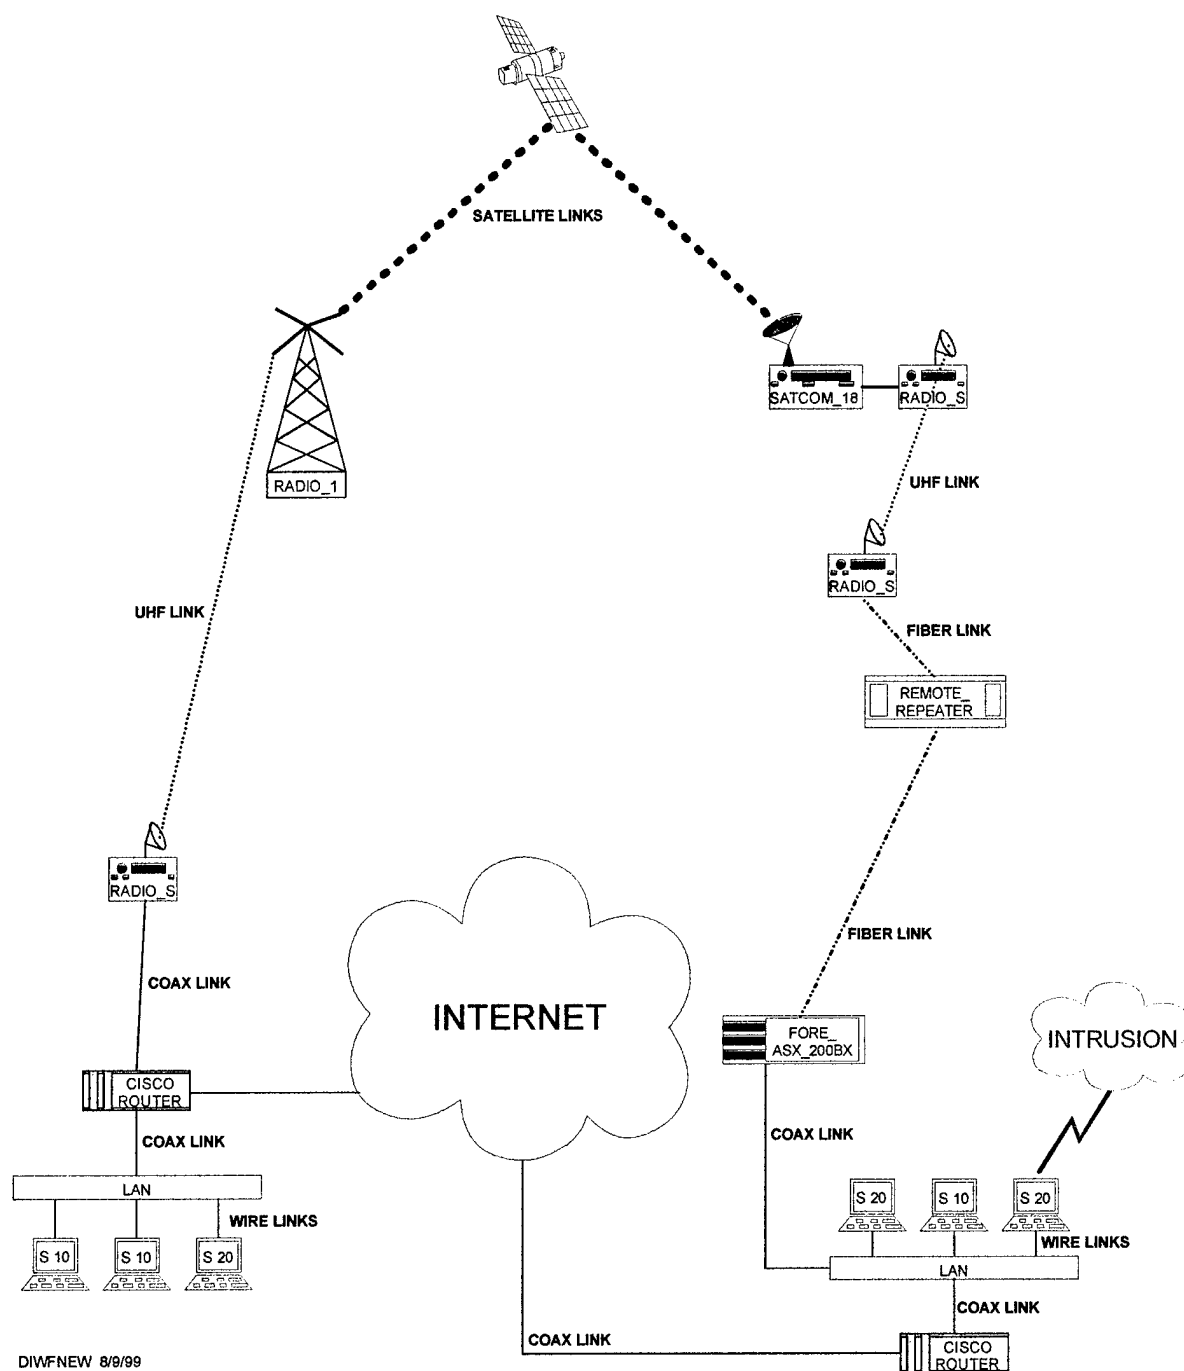 SATELLITE LINKS
SATCOM_18
RADIO_S
RADIO_1
UHF LINK
RADIO_S
UHF LINK
FIBER LINK
REMOTE_
REPEATER
RADIO_S
FIBER LINK
COAX LINK
INTERNET
FORE_
ASX_200BX
INTRUSION
CISCO
ROUTER
COAX LINK
COAX LINK
LAN
WIRE LINKS
S 10
S 10
S 20
S 20
S 10
S 20
WIRE LINKS
LAN
COAX LINK
COAX LINK
CISCO
ROUTER
DIWFNEW 8/9/99